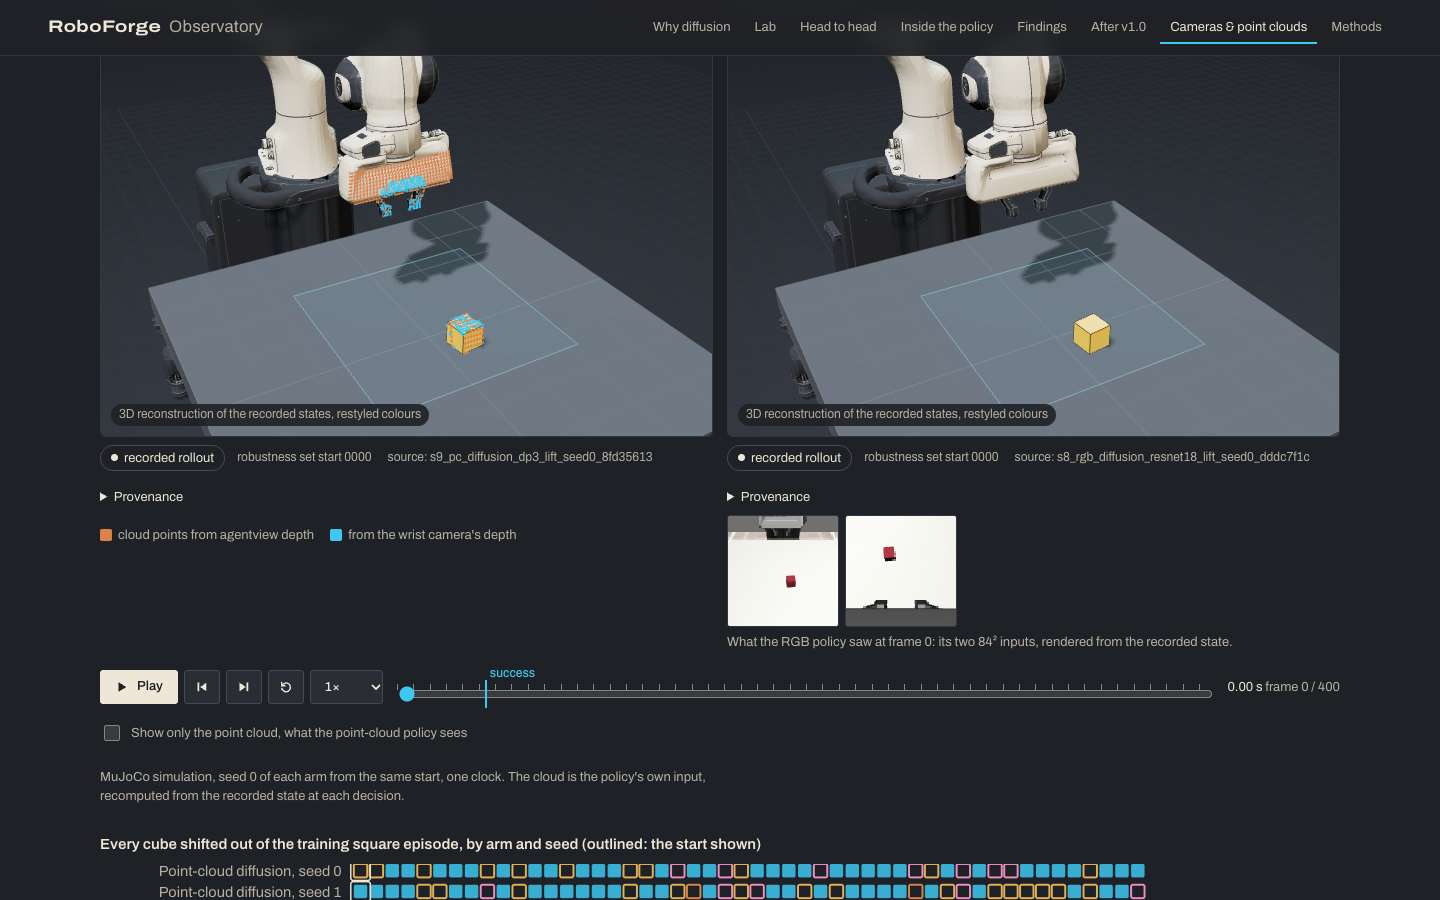 RoboForge Observatory
Why diffusion
Lab
Head to head
Inside the policy
Findings
After v1.0
Cameras & point clouds
Methods
3D reconstruction of the recorded states, restyled colours
3D reconstruction of the recorded states, restyled colours
recorded rollout
robustness set start 0000
source: s9_pc_diffusion_dp3_lift_seed0_8fd35613
recorded rollout
robustness set start 0000
source: s8_rgb_diffusion_resnet18_lift_seed0_dddc7f1c
Provenance
Provenance
cloud points from agentview depth
from the wrist camera's depth
What the RGB policy saw at frame 0: its two 84² inputs, rendered from the recorded state.
success
Play
1×
0.00 s frame 0 / 400
Show only the point cloud, what the point-cloud policy sees
MuJoCo simulation, seed 0 of each arm from the same start, one clock. The cloud is the policy's own input,
recomputed from the recorded state at each decision.
Every cube shifted out of the training square episode, by arm and seed (outlined: the start shown)
Point-cloud diffusion, seed 0
Point-cloud diffusion, seed 1